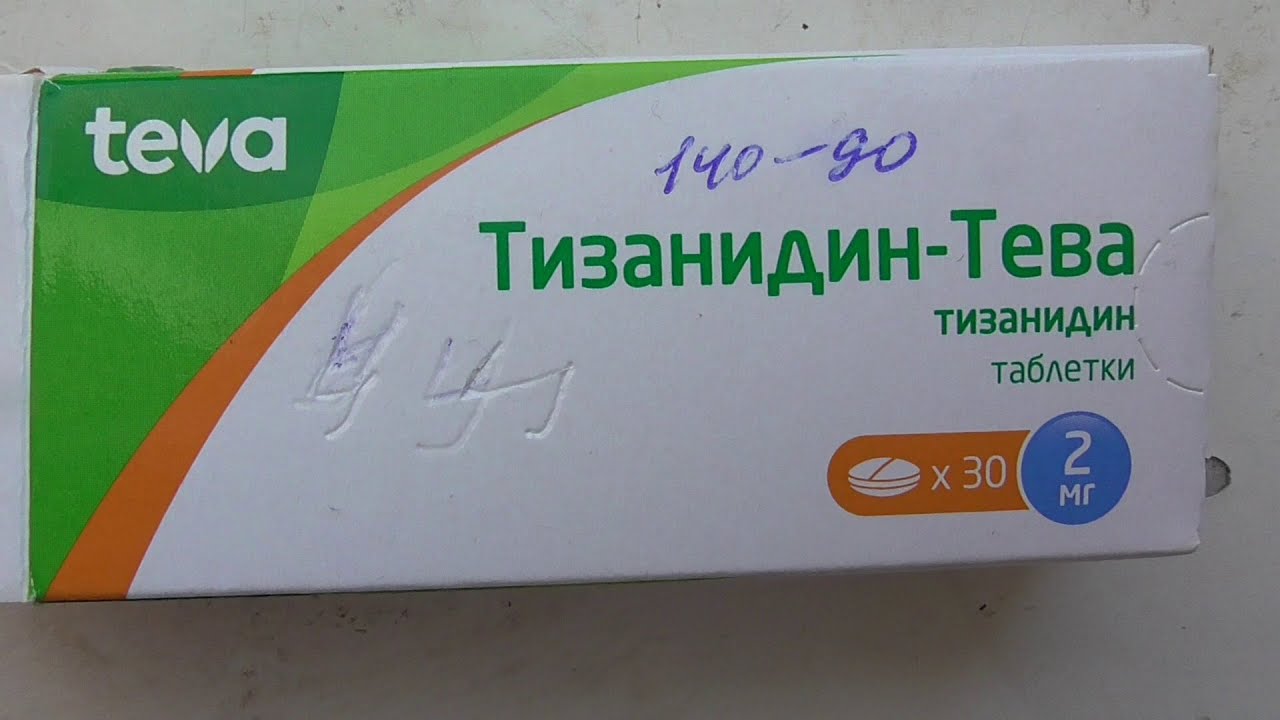 teva
140-90
Тизанидин-Тева
тизанидин
таблетки
x 30
2
мг